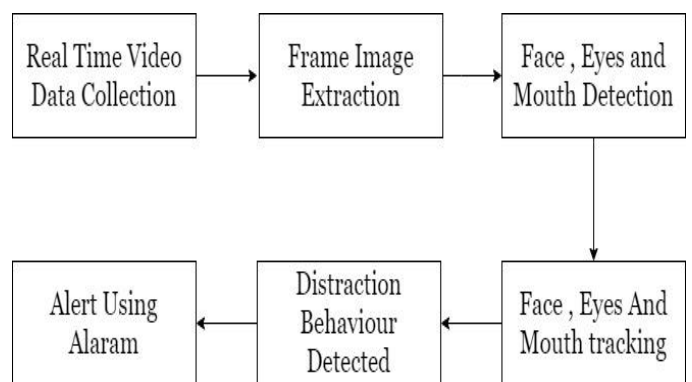 Real Time Video
Data Collection
Frame Image
Extraction
Face , Eyes and
Mouth Detection
Face , Eyes And
Mouth tracking
Distraction
Behaviour
Detected
Alert Using
Alaram